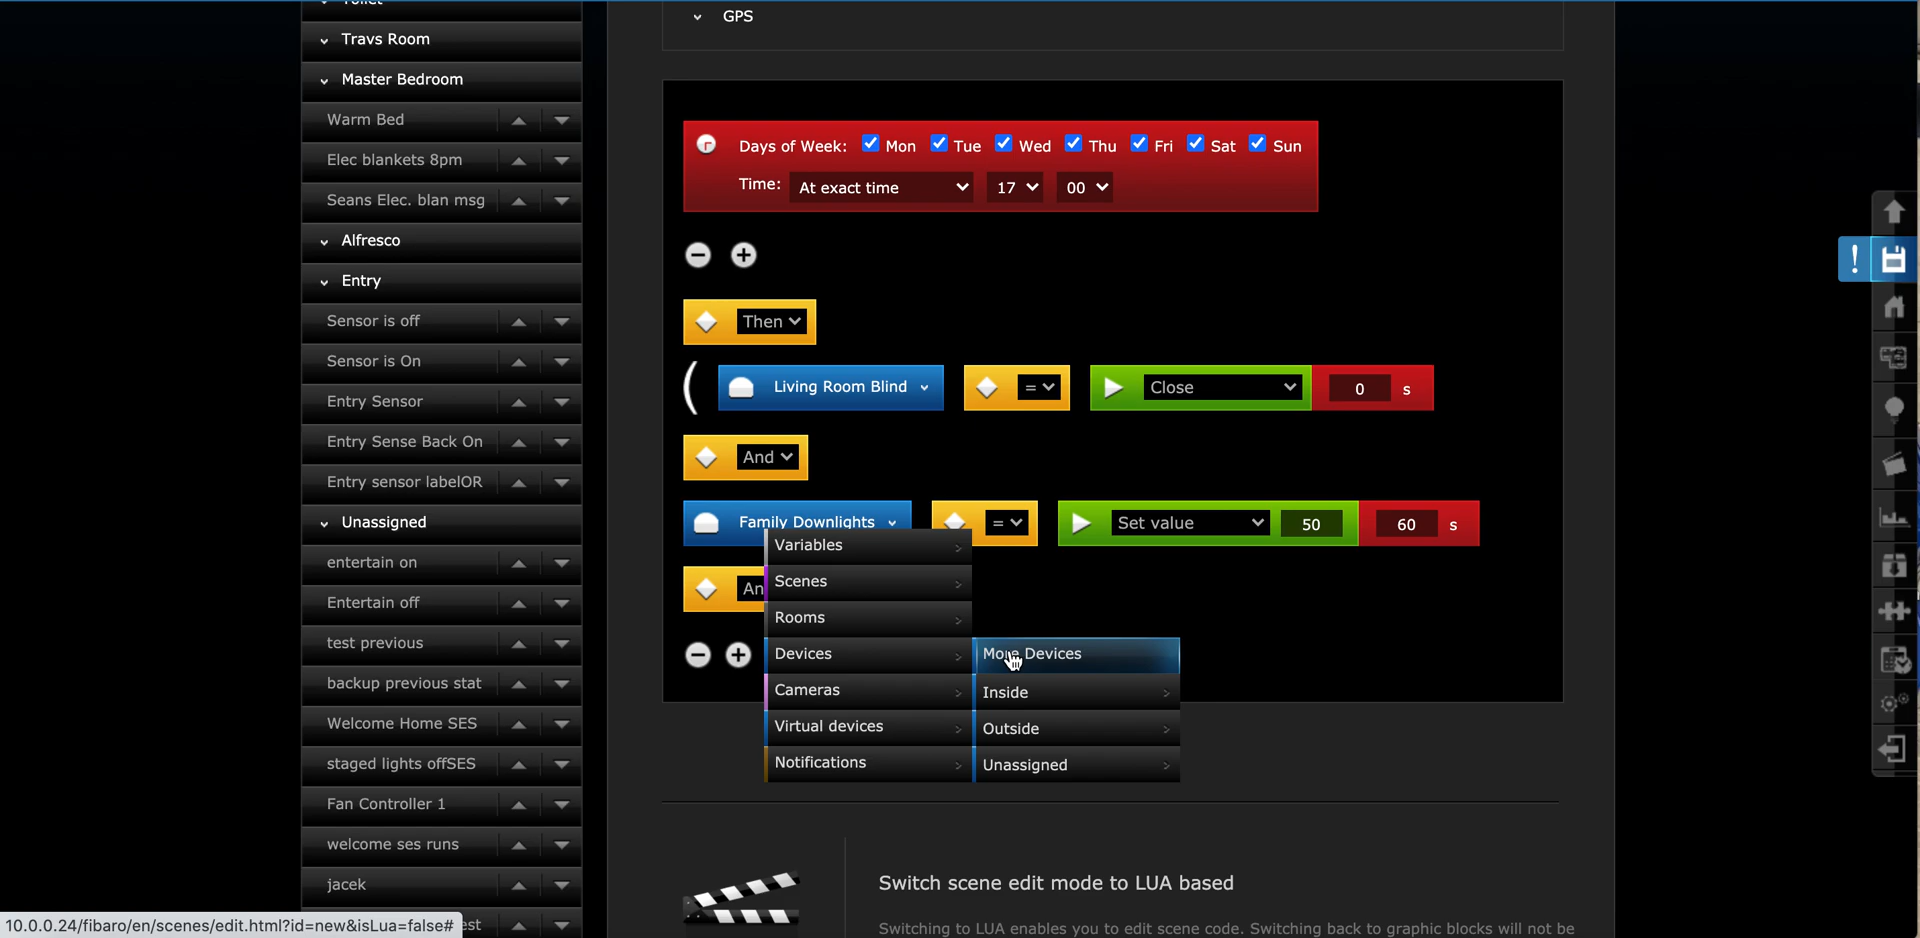 Toilet
Travs Room
Master Bedroom
Warm Bed
Elec blankets 8pm
Seans Elec. blan msg
Alfresco
Entry
Sensor is off
Sensor is On
Entry Sensor
Entry Sense Back On
Entry sensor labelOR
Unassigned
entertain on
Entertain off
test previous
backup previous stat
Welcome Home SES
staged lights offSES
Fan Controller 1
welcome ses runs
jacek
10.0.0.24/fibaro/en/scenes/edit.html?id=new&isLua=false#
GPS
Days of Week: Mon Tue Wed Thu Fri Sat Sun
Time: At exact time 17 00
Then
( Living Room Blind = Close 0 s
And
Family Downlights = Set value 50 60 s
An
Variables
Scenes
Rooms
Devices
Cameras
Virtual devices
Notifications
More Devices
Inside
Outside
Unassigned
Switch scene edit mode to LUA based
Switching to LUA enables you to edit scene code. Switching back to graphic blocks will not be